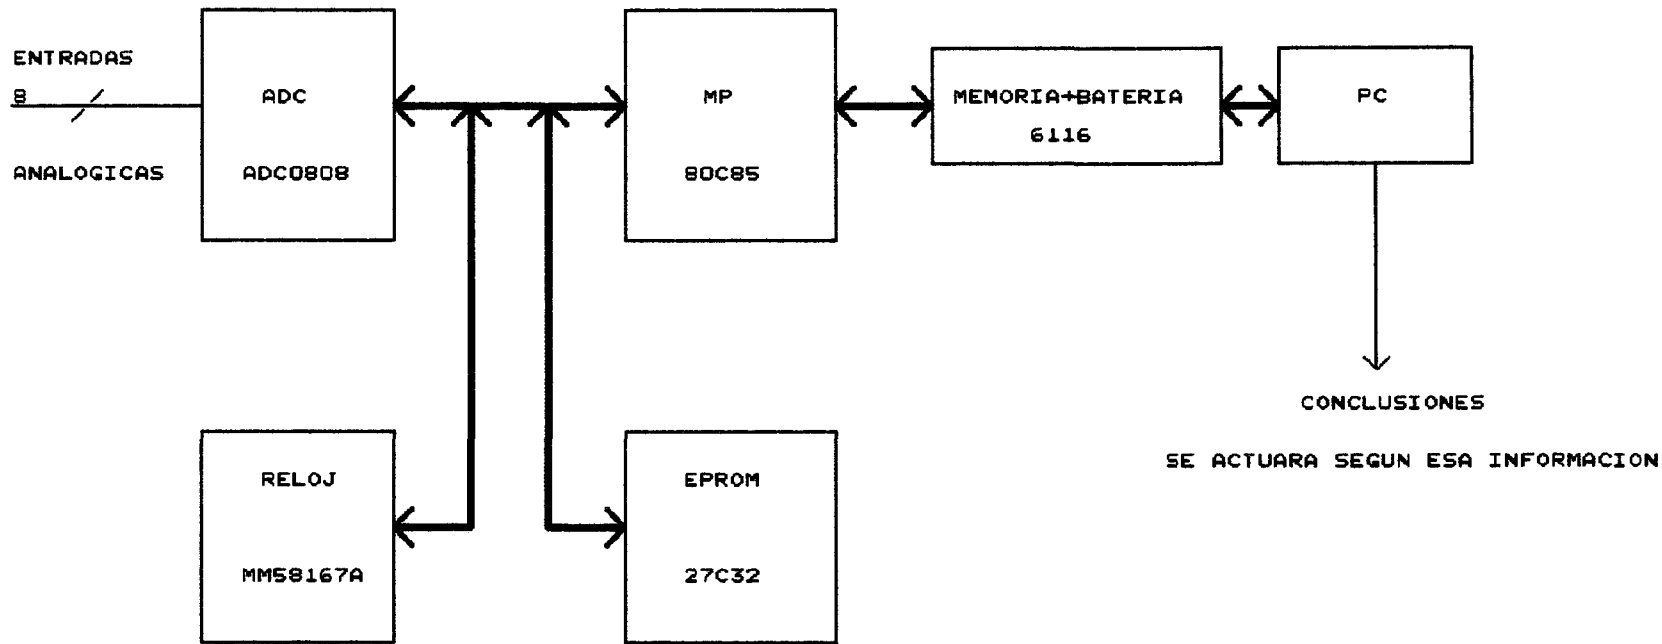 ENTRADAS
8
ANALOGICAS
ADC
ADC0808
MP
80C85
MEMORIA+BATERIA
6116
PC
CONCLUSIONES
SE ACTUARA SEGUN ESA INFORMACION
RELOJ
MM58167A
EPROM
27C32